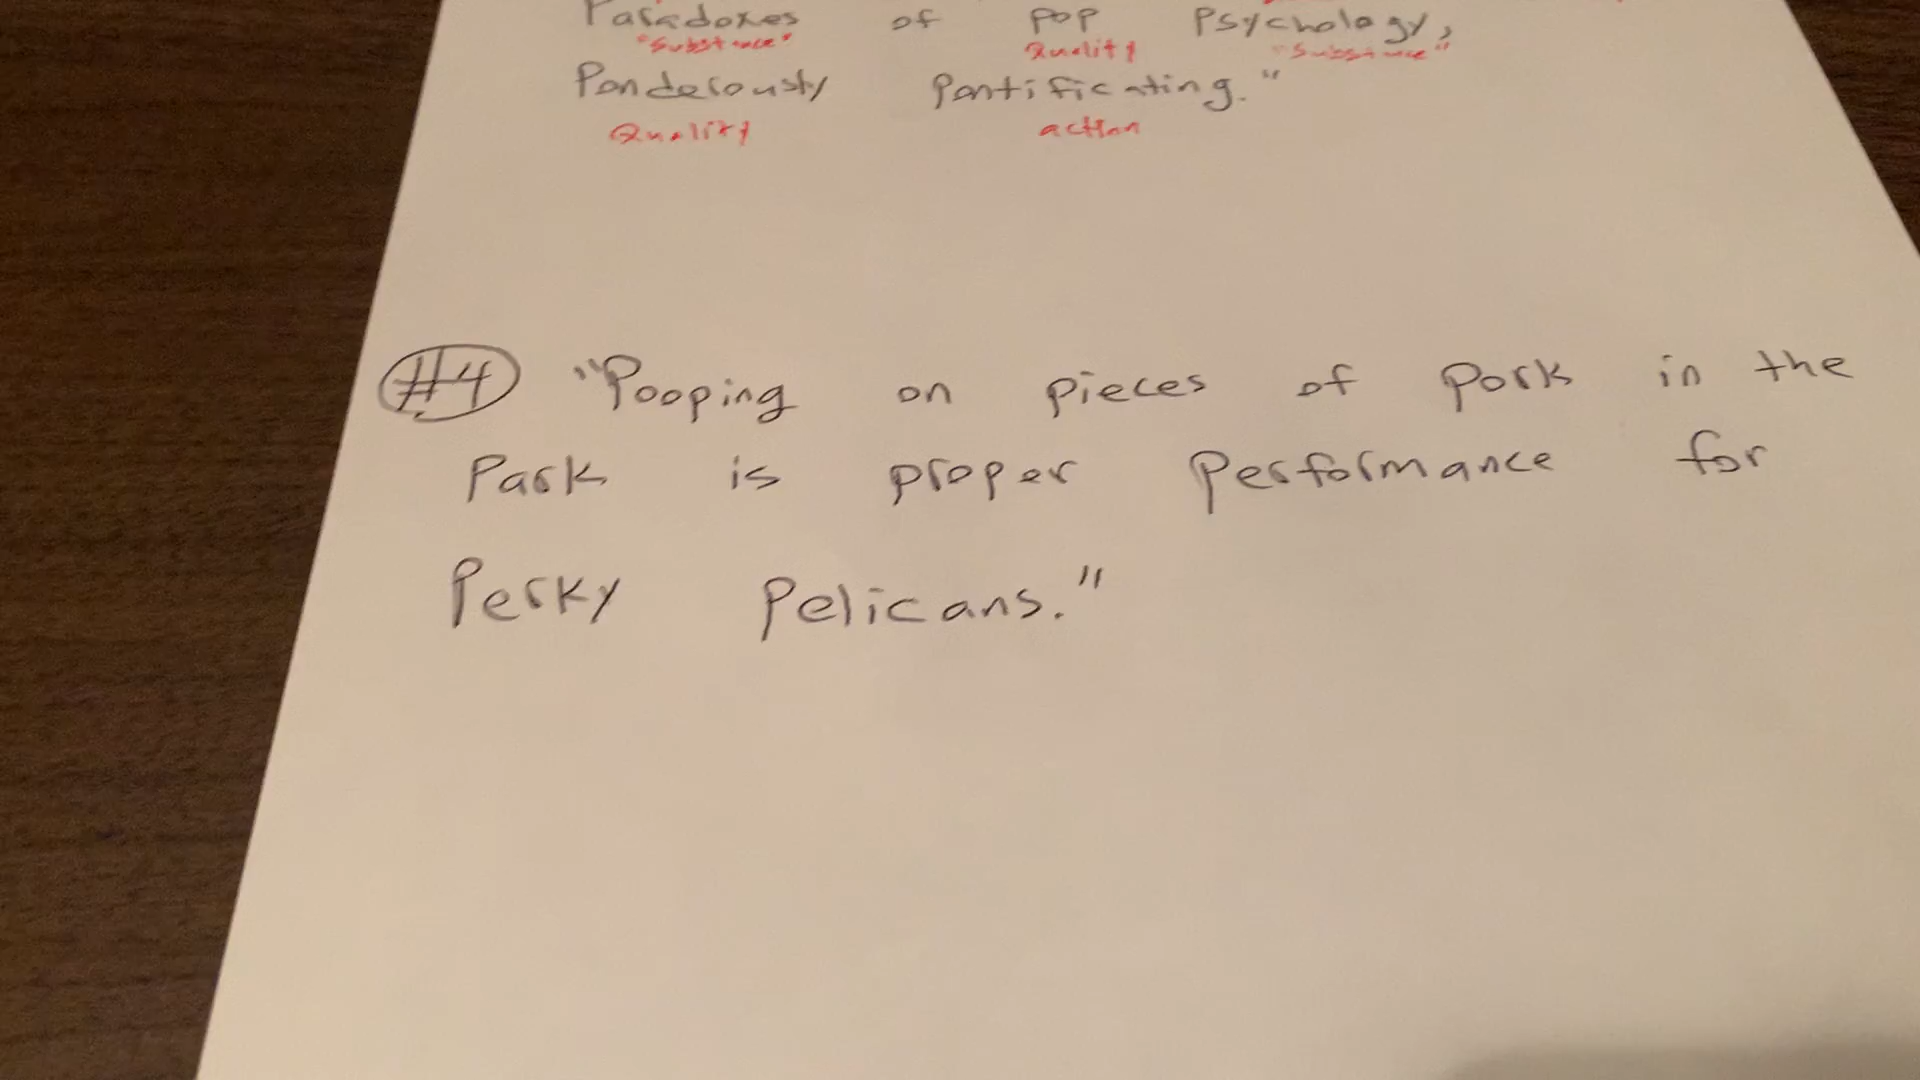 Paradoxes of pop Psychology,
"Substance" Quality "Substance"
Ponderously Pontificating."
Quality action
#4 "Pooping on pieces of pork in the
Park is proper Performance for
Perky Pelicans."